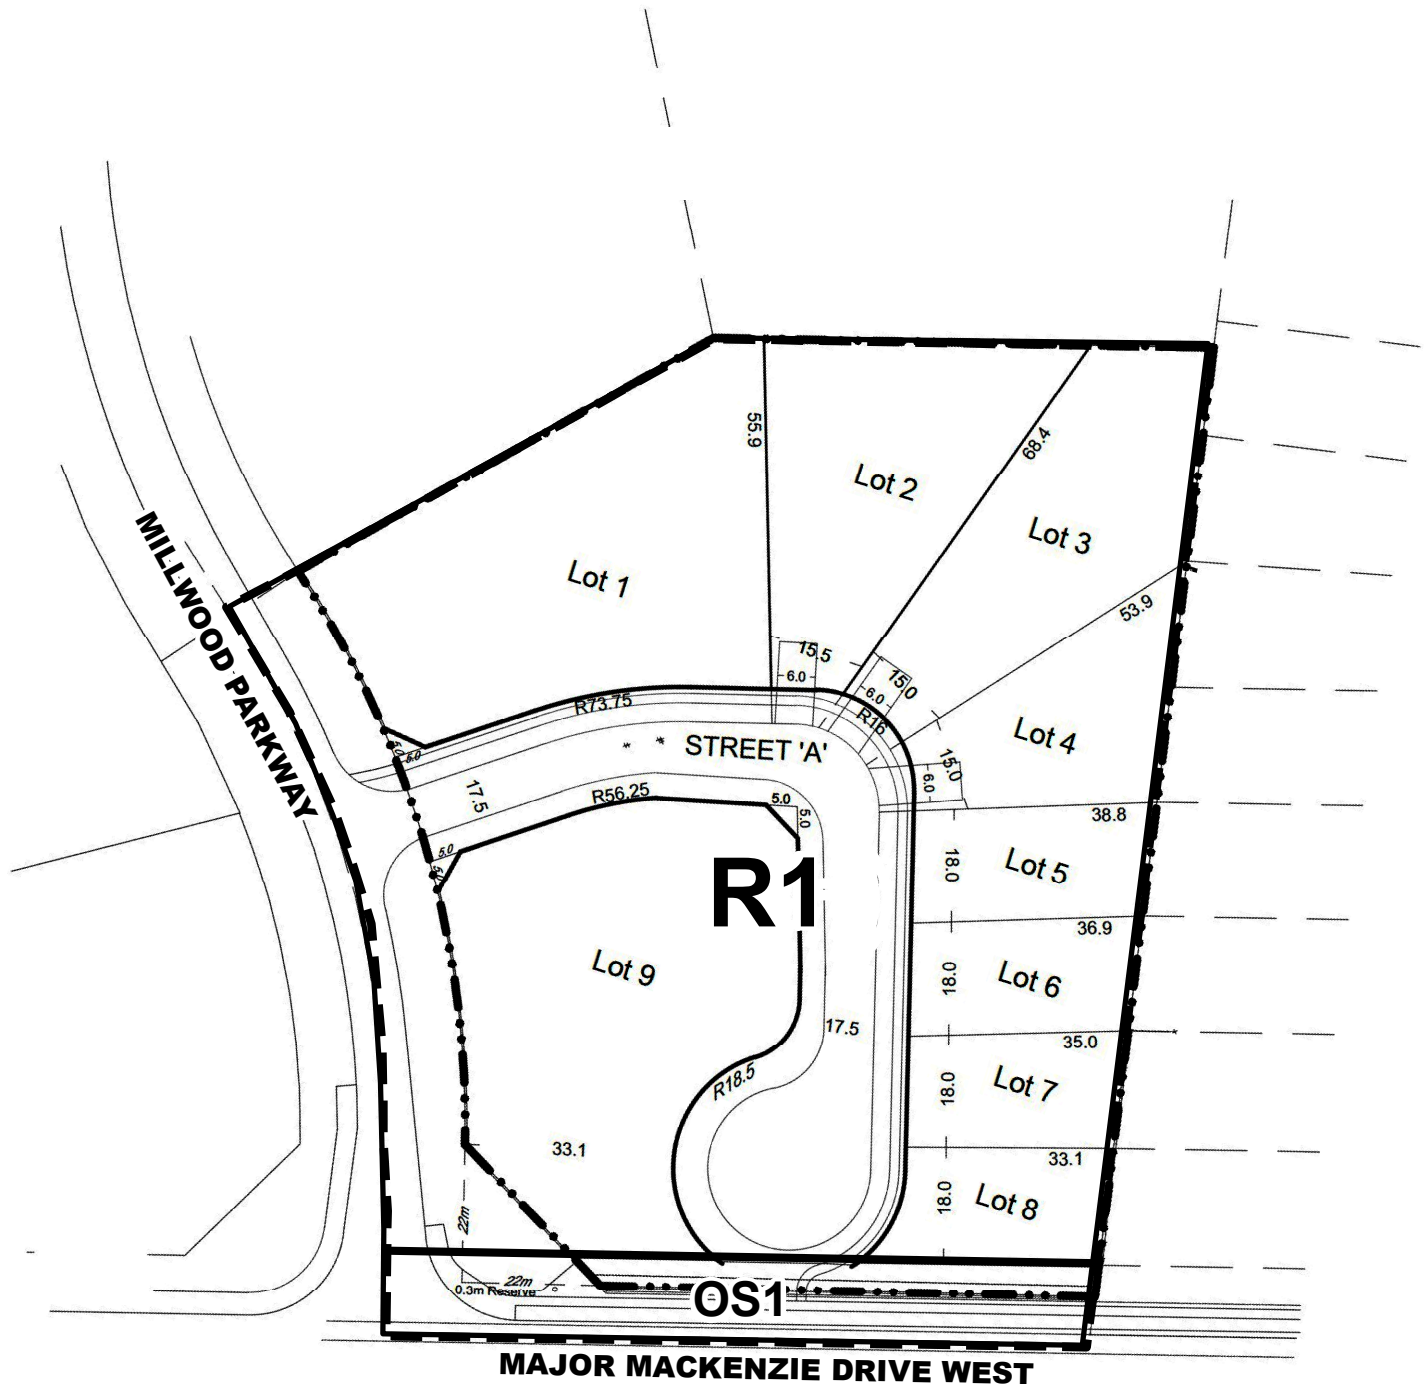 55.9
68.4
Lot 2
Lot 3
Lot 1
53.9
MILLWOOD PARKWAY
15.5
6.0
15.0
6.0
R73.75
R16
STREET 'A'
Lot 4
5.0
5.0
15.0
6.0
17.5
R56.25
5.0
5.0
38.8
5.0
5.0
R1
18.0
Lot 5
36.9
Lot 9
18.0
Lot 6
17.5
35.0
R18.5
18.0
Lot 7
33.1
33.1
18.0
Lot 8
22m
22m
0.3m Reserve
OS1
MAJOR MACKENZIE DRIVE WEST